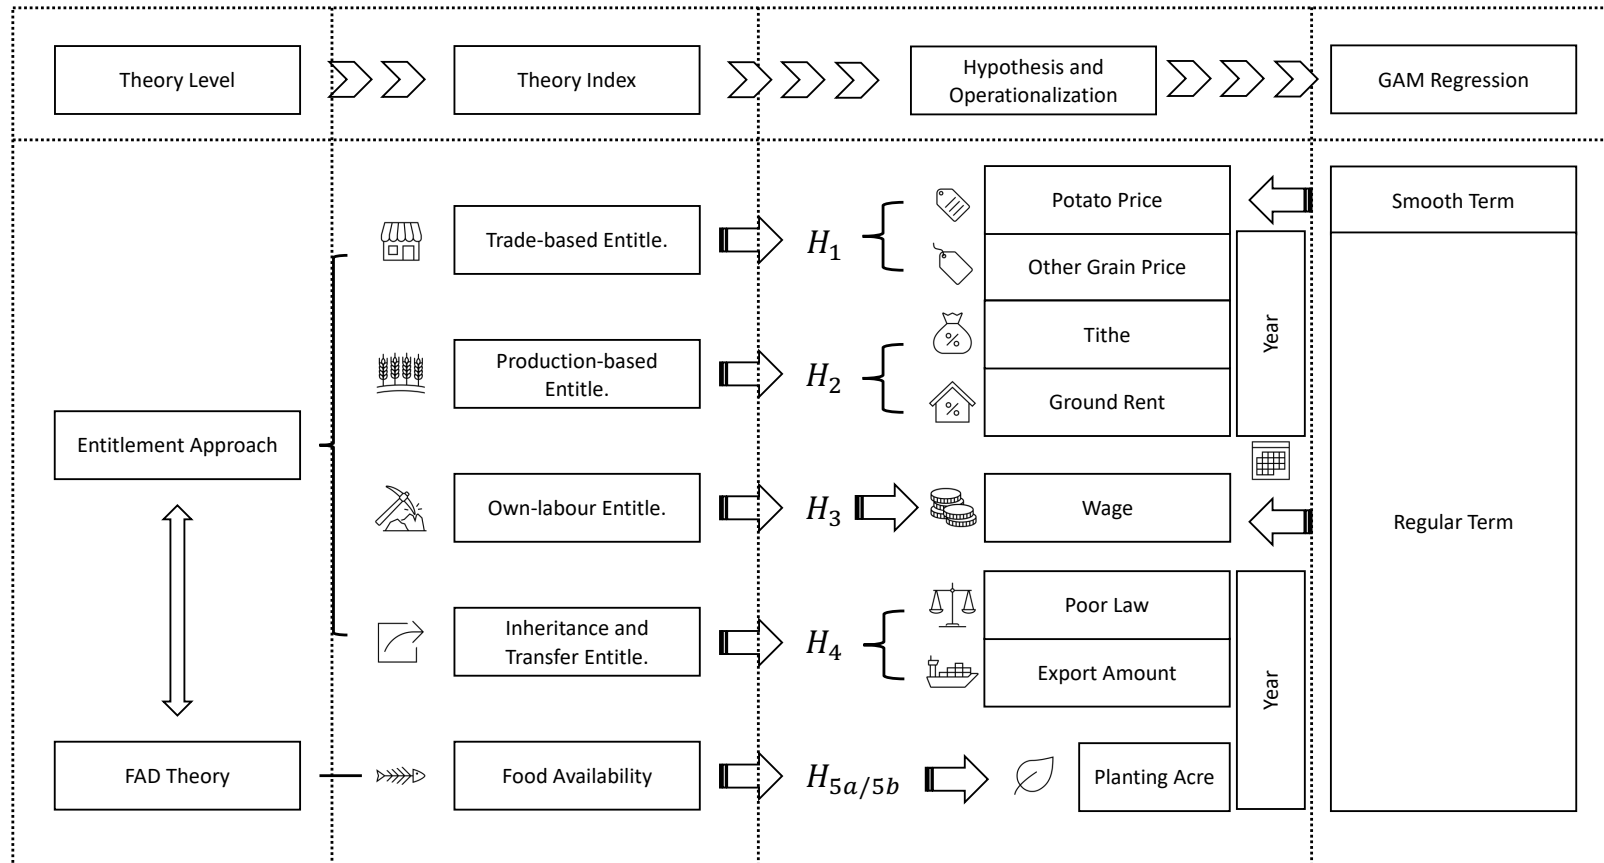 Theory Level
Theory Index
Hypothesis and
Operationalization
GAM Regression
Potato Price
Smooth Term
Trade-based Entitle.
H₁
Other Grain Price
Tithe
Year
Production-based
Entitle.
H₂
Ground Rent
Entitlement Approach
Own-labour Entitle.
H₃
Wage
Regular Term
Poor Law
Inheritance and
Transfer Entitle.
H₄
Export Amount
Year
FAD Theory
Food Availability
H₅ₐ/₅b
Planting Acre